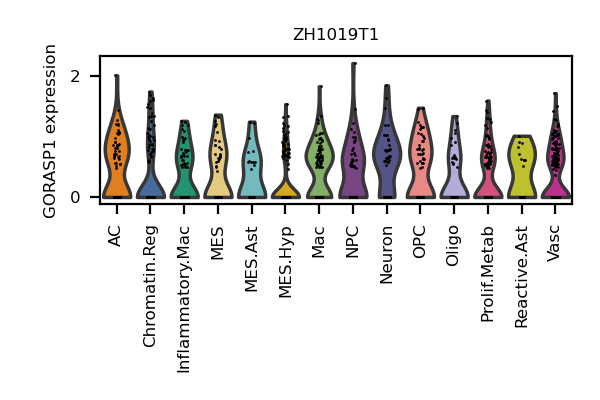 ZH1019T1
GORASP1 expression
2
0
AC
Chromatin.Reg
Inflammatory.Mac
MES
MES.Ast
MES.Hyp
Mac
NPC
Neuron
OPC
Oligo
Prolif.Metab
Reactive.Ast
Vasc